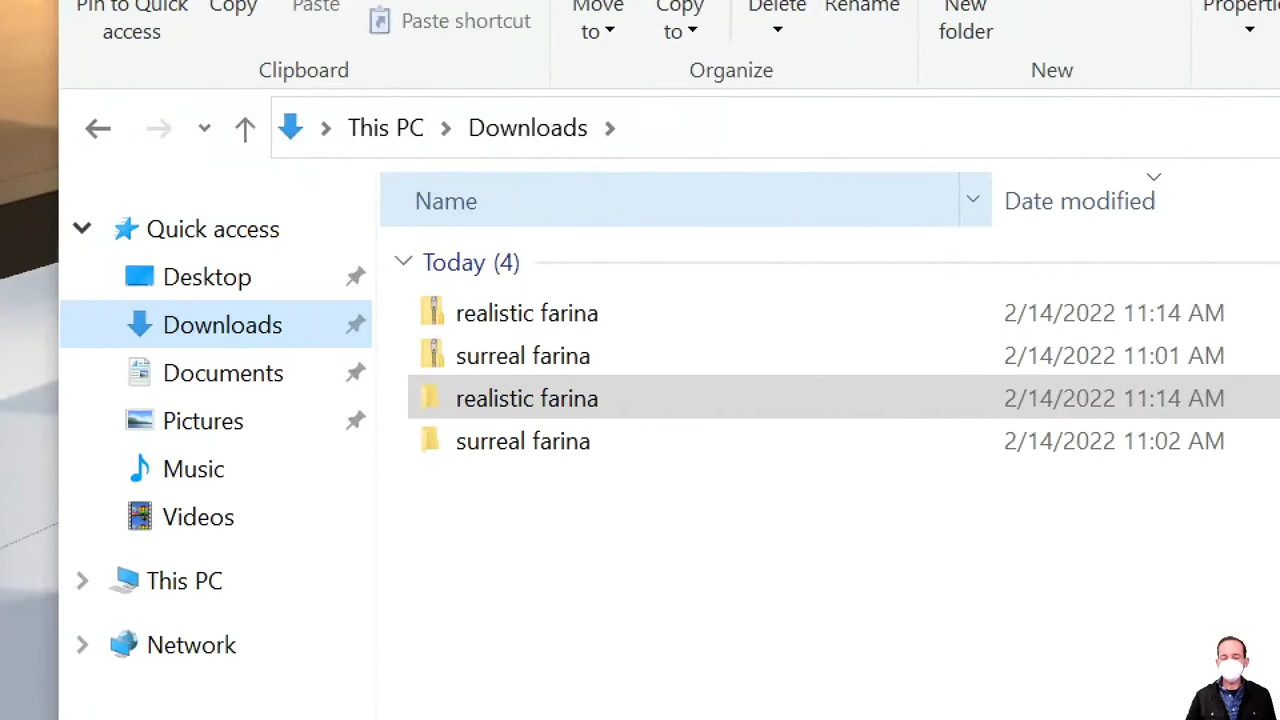 Pin to Quick
access
Copy
Paste
Paste shortcut
Move
to
Copy
to
Delete
Rename
New
folder
Properti
Clipboard
Organize
New
This PC
Downloads
Name
Date modified
Quick access
Desktop
Downloads
Documents
Pictures
Music
Videos
This PC
Network
Today (4)
realistic farina 2/14/2022 11:14 AM
surreal farina 2/14/2022 11:01 AM
realistic farina 2/14/2022 11:14 AM
surreal farina 2/14/2022 11:02 AM